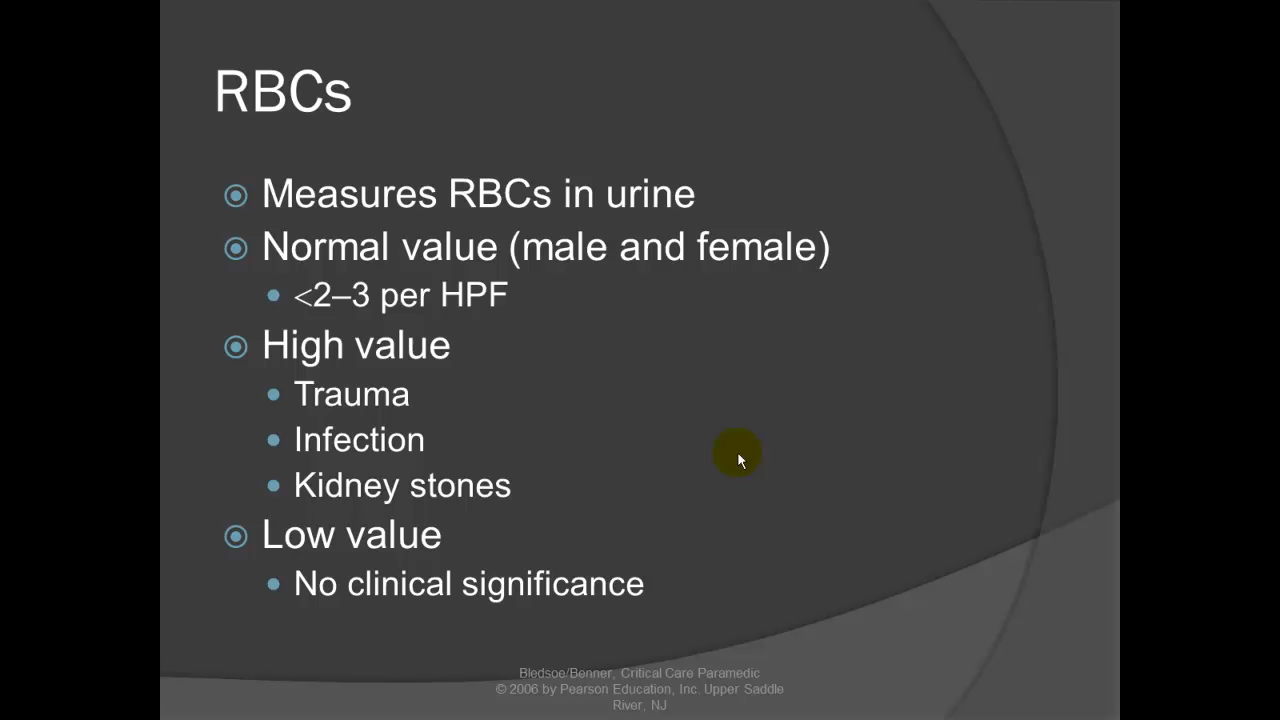 RBCs
Measures RBCs in urine
Normal value (male and female)
<2–3 per HPF
High value
Trauma
Infection
Kidney stones
Low value
No clinical significance
Bledsoe/Benner, Critical Care Paramedic
© 2006 by Pearson Education, Inc. Upper Saddle
River, NJ